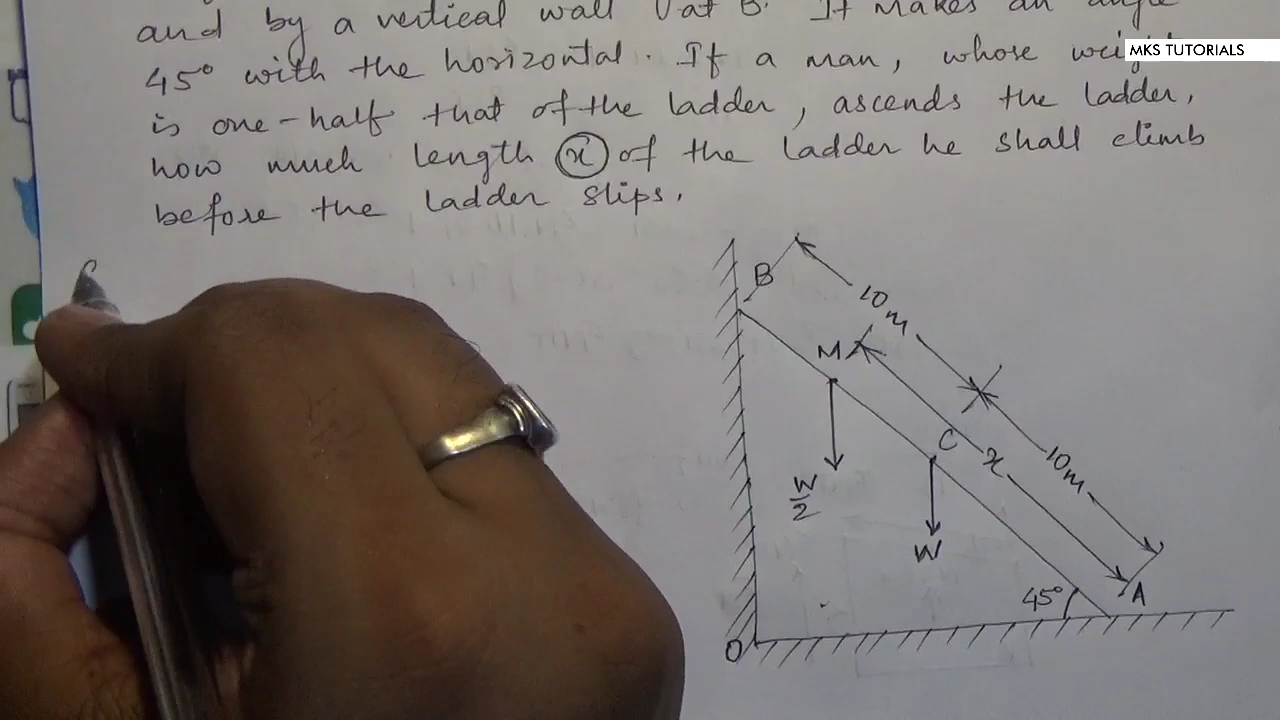 and by a vertical wall at B. It makes an angle
45° with the horizontal. If a man, whose weight
is one-half that of the ladder, ascends the ladder,
how much length x of the ladder he shall climb
before the ladder slips.
MKS TUTORIALS
B
10m
M
C
x
10m
W/2
W
45°
A
O